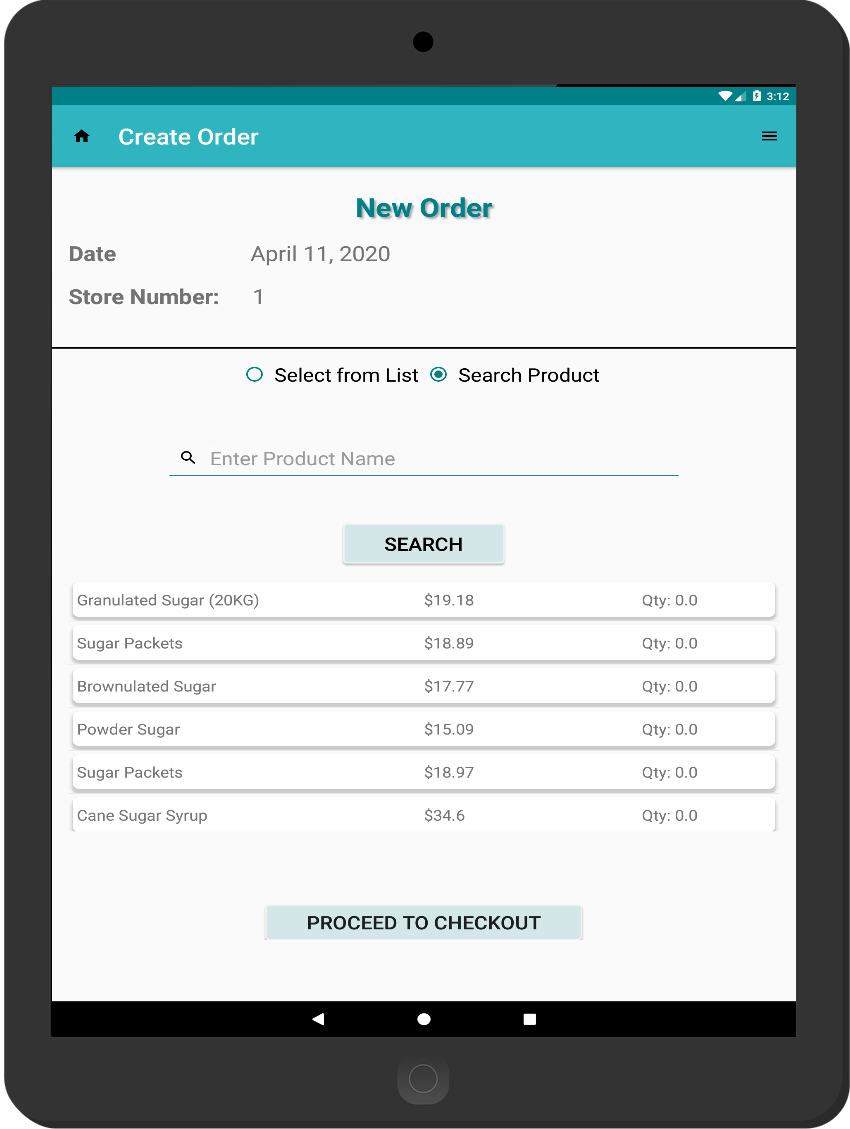 3:12
Create Order
New Order
Date April 11, 2020
Store Number: 1
Select from List Search Product
Enter Product Name
SEARCH
Granulated Sugar (20KG) $19.18 Qty: 0.0
Sugar Packets $18.89 Qty: 0.0
Brownulated Sugar $17.77 Qty: 0.0
Powder Sugar $15.09 Qty: 0.0
Sugar Packets $18.97 Qty: 0.0
Cane Sugar Syrup $34.6 Qty: 0.0
PROCEED TO CHECKOUT